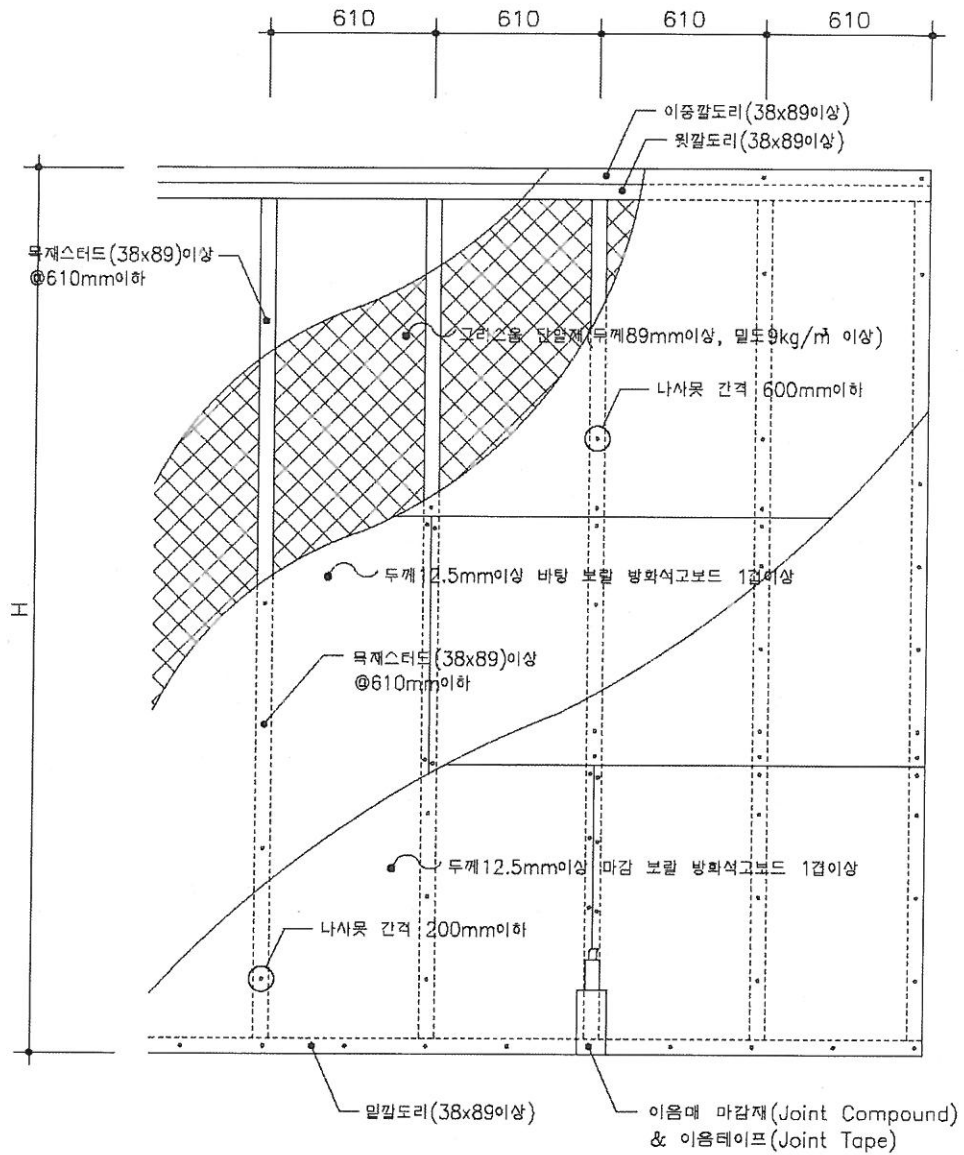 610 610 610 610
이중깔도리(38x89이상)
윗깔도리(38x89이상)
목재스터드(38x89)이상
@610mm이하
그라스울 단열재(두께89mm이상, 밀도9kg/m³ 이상)
나사못 간격 600mm이하
두께12.5mm이상 바탕 보랄 방화석고보드 1겹이상
H
목재스터드(38x89)이상
@610mm이하
두께12.5mm이상 마감 보랄 방화석고보드 1겹이상
나사못 간격 200mm이하
밑깔도리(38x89이상)
이음매 마감재(Joint Compound)
& 이음테이프(Joint Tape)